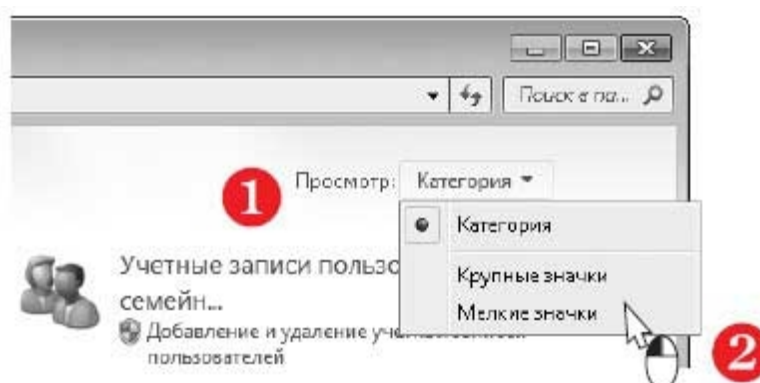 Поиск в па...
1
Просмотр: Категория
Категория
Крупные значки
Мелкие значки
2
Учетные записи пользо
семейн...
Добавление и удаление уч
пользователей